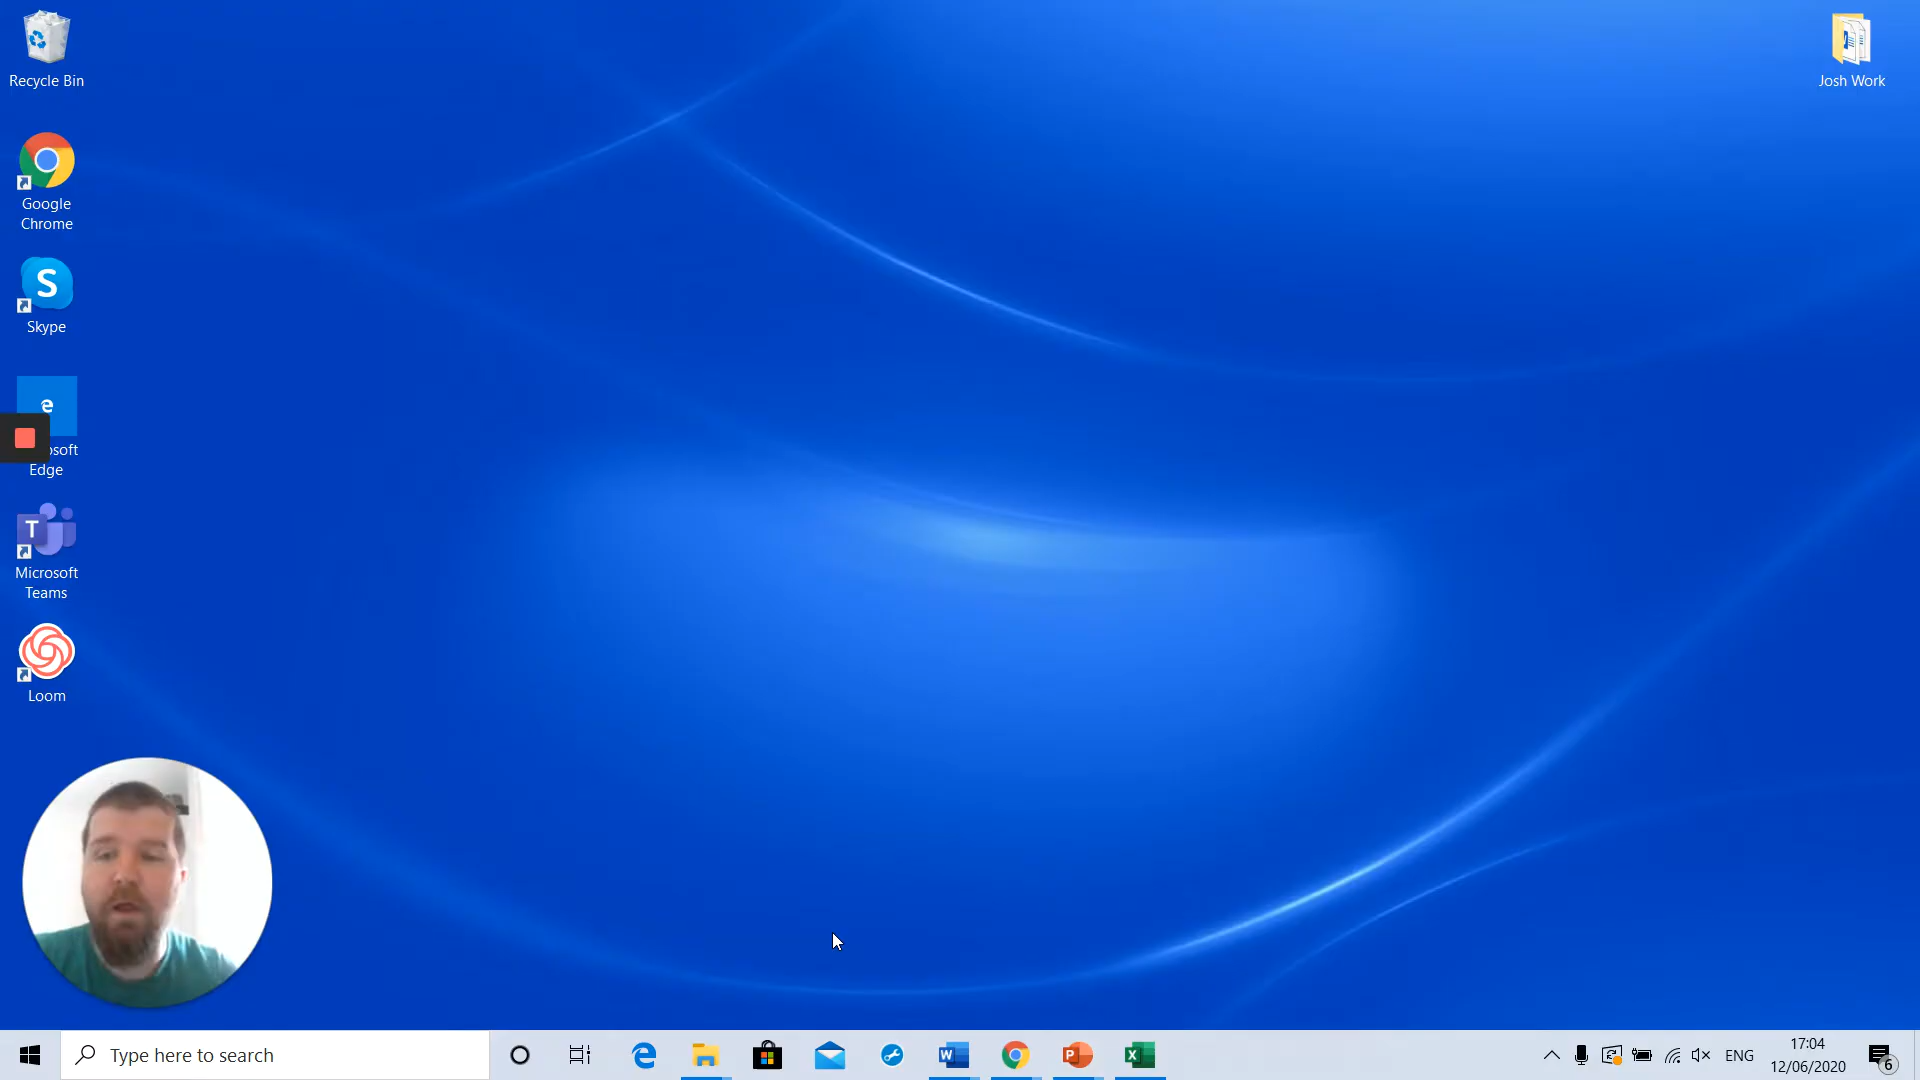 Recycle Bin
Josh Work
Google
Chrome
S
Skype
e
osoft
Edge
T
Microsoft
Teams
Loom
Type here to search
W
P
X
ENG
17:04
12/06/2020
6